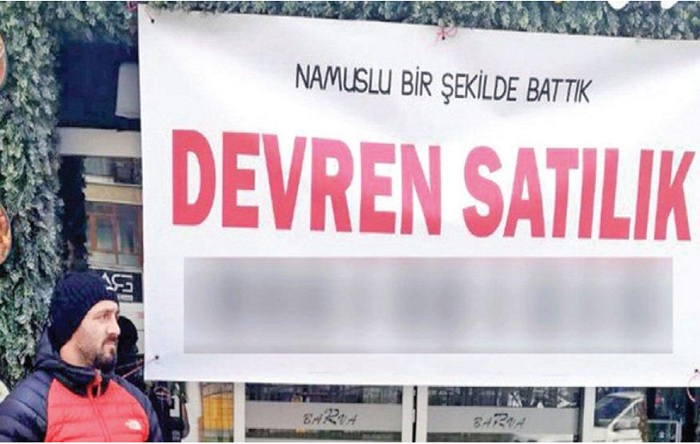 NAMUSLU BİR ŞEKİLDE BATTIK
DEVREN SATILIK
BARVA BARVA